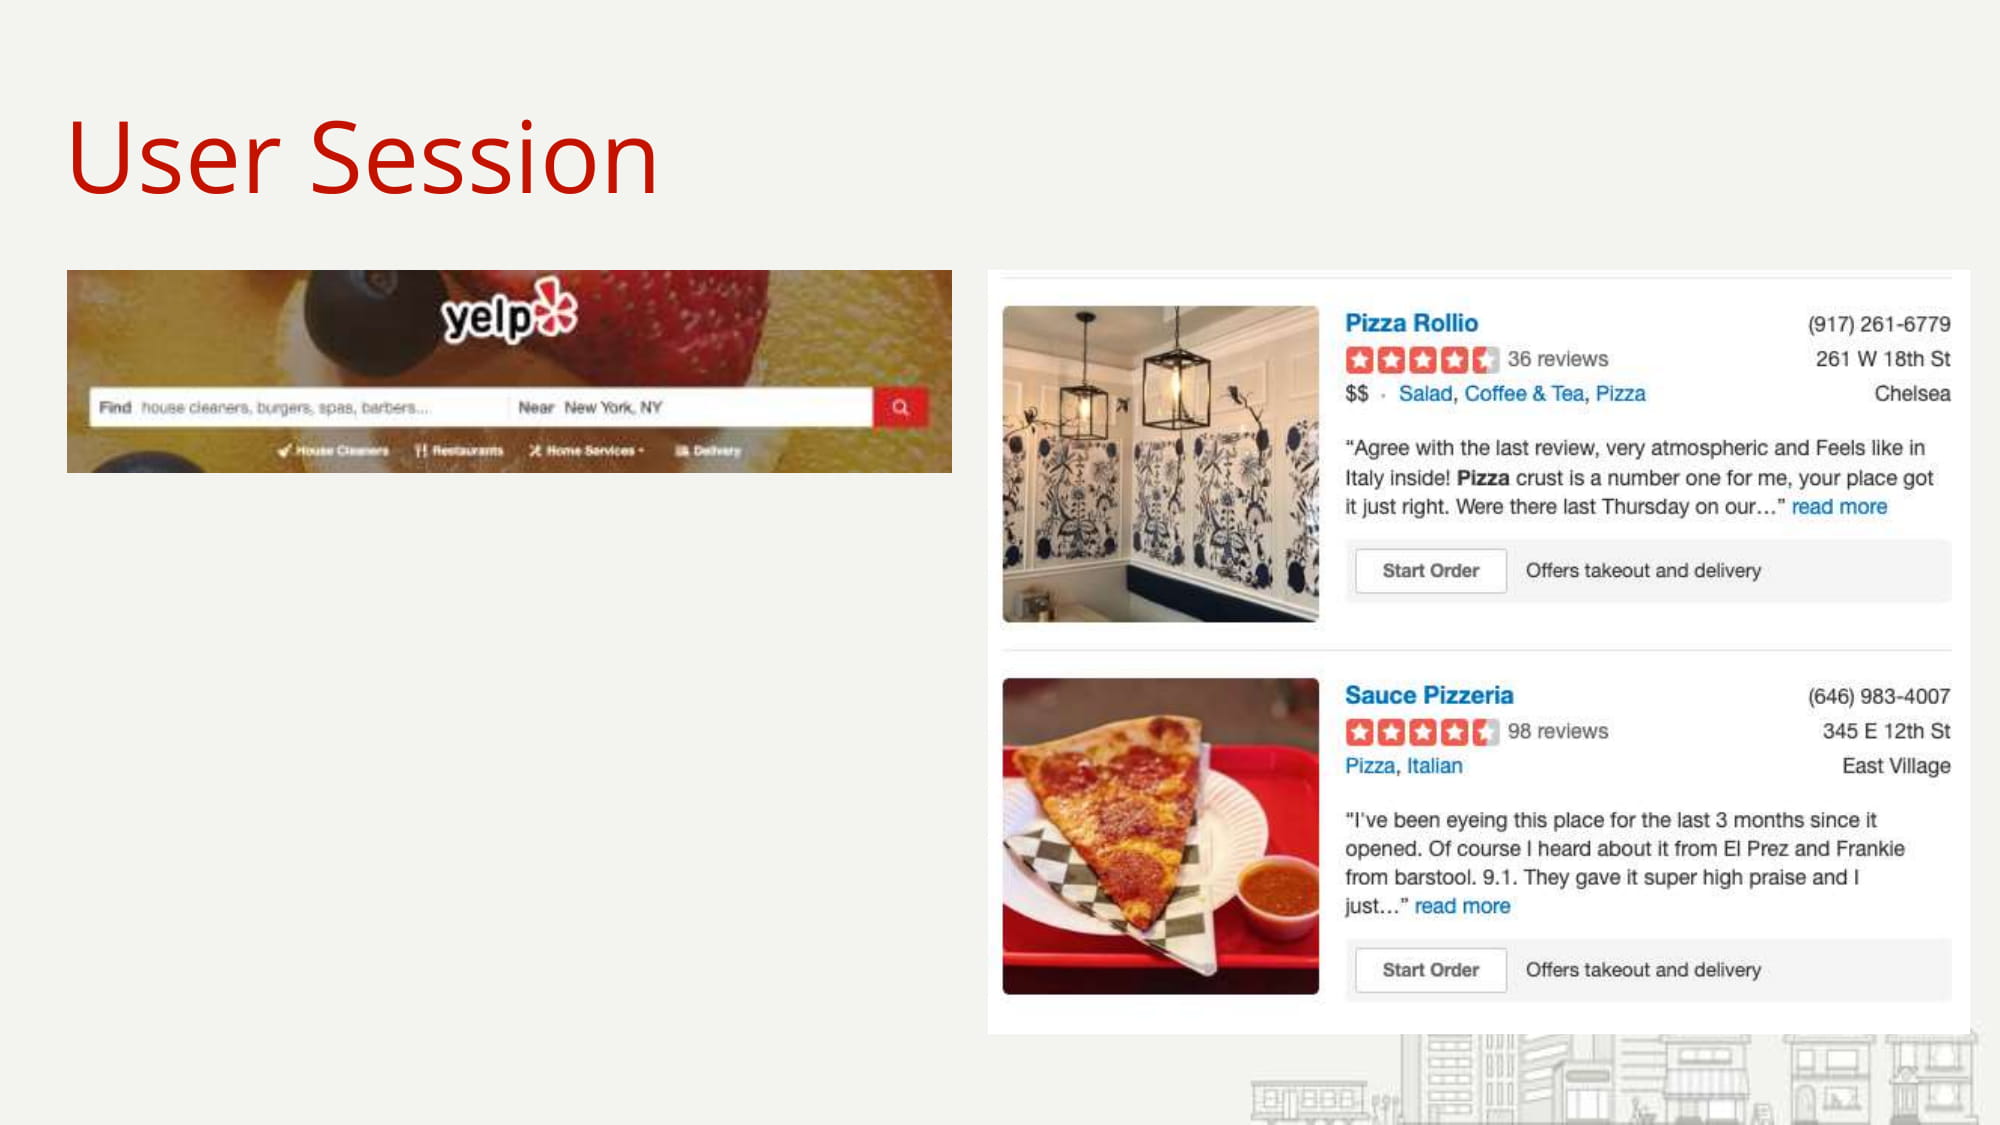 User Session
yelp
Find house cleaners, burgers, spas, barbers... Near New York, NY
House Cleaners Restaurants Home Services Delivery
Pizza Rollio (917) 261-6779
36 reviews 261 W 18th St
$$ · Salad, Coffee & Tea, Pizza Chelsea
“Agree with the last review, very atmospheric and Feels like in
Italy inside! Pizza crust is a number one for me, your place got
it just right. Were there last Thursday on our…” read more
Start Order Offers takeout and delivery
Sauce Pizzeria (646) 983-4007
98 reviews 345 E 12th St
Pizza, Italian East Village
“I've been eyeing this place for the last 3 months since it
opened. Of course I heard about it from El Prez and Frankie
from barstool. 9.1. They gave it super high praise and I
just…” read more
Start Order Offers takeout and delivery